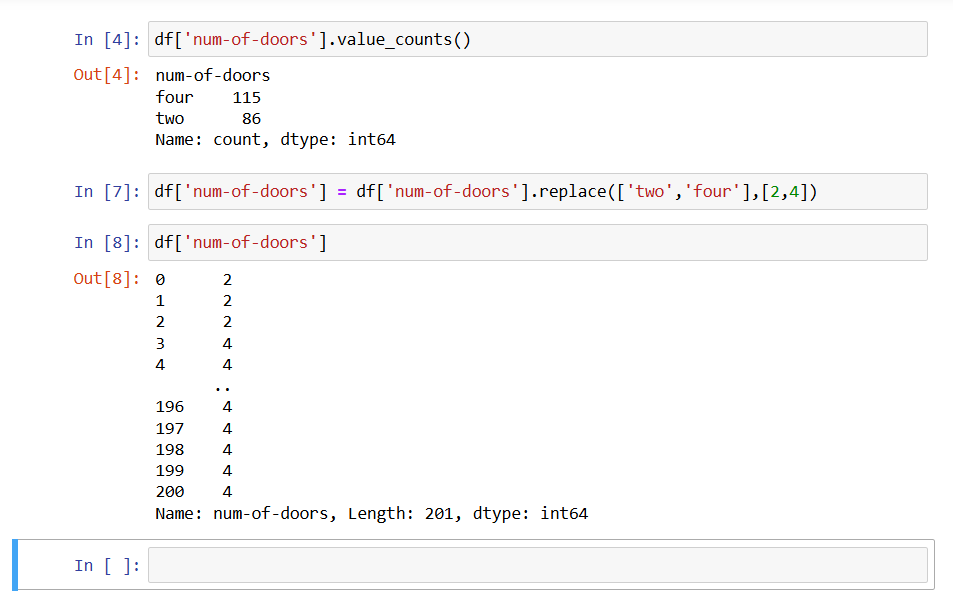 In [4]: df['num-of-doors'].value_counts()
Out[4]: num-of-doors
four    115
two      86
Name: count, dtype: int64
In [7]: df['num-of-doors'] = df['num-of-doors'].replace(['two','four'],[2,4])
In [8]: df['num-of-doors']
Out[8]: 0      2
1      2
2      2
3      4
4      4
..
196    4
197    4
198    4
199    4
200    4
Name: num-of-doors, Length: 201, dtype: int64
In [ ]: